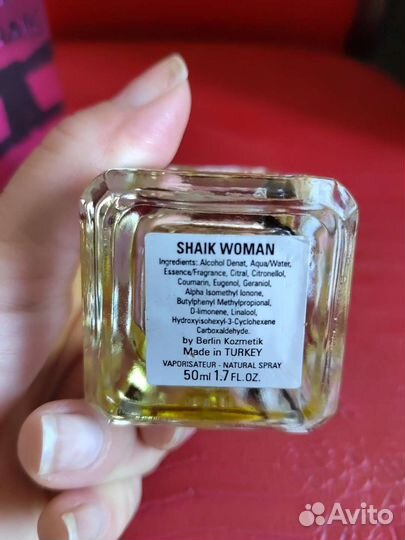 SHAIK WOMAN
Ingredients: Alcohol Denat, Aqua/Water,
Essence/Fragrance, Citral, Citronellol,
Coumarin, Eugenol, Geraniol,
Alpha Isomethyl Ionone,
Butylphenyl Methylpropional,
D-limonene, Linalool,
Hydroxyisohexyl-3-Cyclohexene
Carboxaldehyde.
by Berlin Kozmetik
Made in TURKEY
VAPORISATEUR - NATURAL SPRAY
50ml 1.7 FL.OZ.
Avito